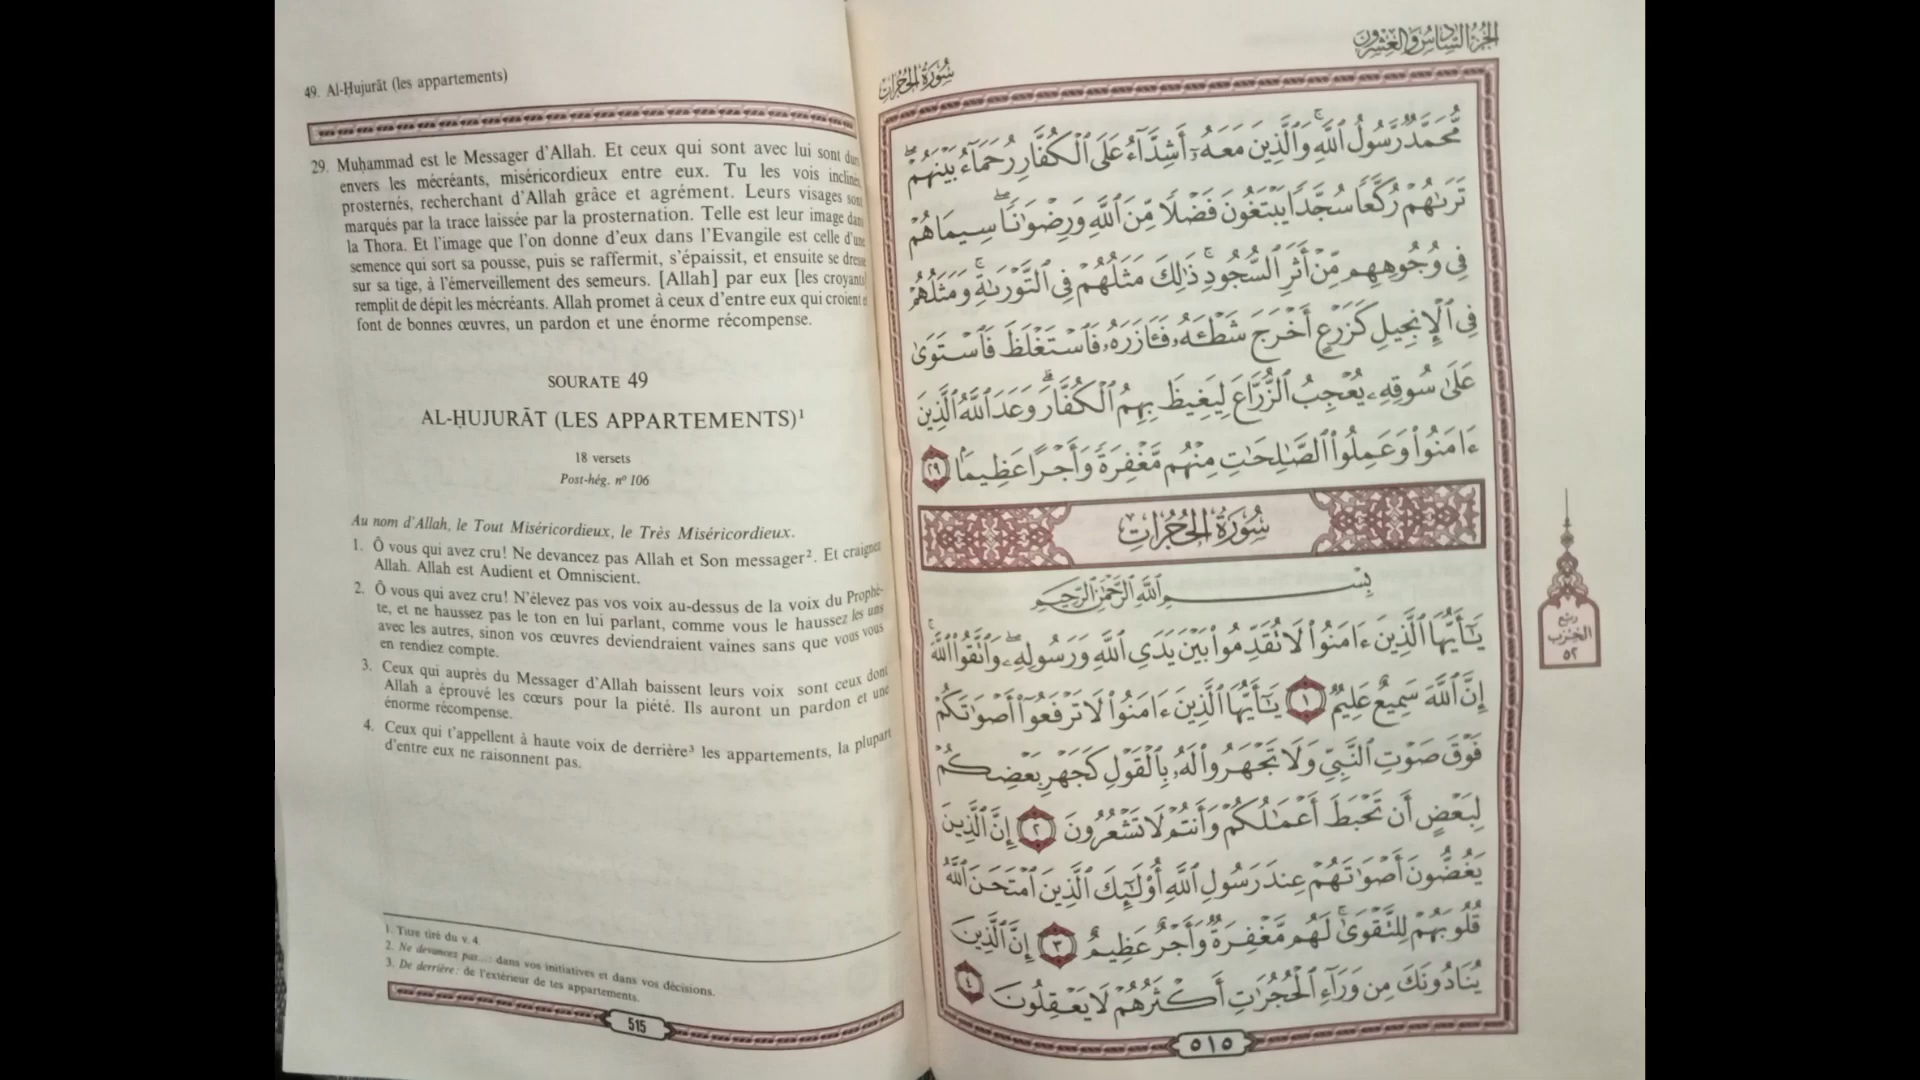 49. Al-Ḥujurāt (les appartements)
29. Muḥammad est le Messager d'Allah. Et ceux qui sont avec lui sont durs
envers les mécréants, miséricordieux entre eux. Tu les vois inclinés,
prosternés, recherchant d'Allah grâce et agrément. Leurs visages sont
marqués par la trace laissée par la prosternation. Telle est leur image dans
la Thora. Et l'image que l'on donne d'eux dans l'Evangile est celle d'une
semence qui sort sa pousse, puis se raffermit, s'épaissit, et ensuite se dresse
sur sa tige, à l'émerveillement des semeurs. [Allah] par eux [les croyants]
remplit de dépit les mécréants. Allah promet à ceux d'entre eux qui croient et
font de bonnes œuvres, un pardon et une énorme récompense.
SOURATE 49
AL-ḤUJURĀT (LES APPARTEMENTS)¹
18 versets
Post-hég. nº 106
Au nom d'Allah, le Tout Miséricordieux, le Très Miséricordieux.
1. Ô vous qui avez cru! Ne devancez pas Allah et Son messager². Et craignez
Allah. Allah est Audient et Omniscient.
2. Ô vous qui avez cru! N'élevez pas vos voix au-dessus de la voix du Prophè-
te, et ne haussez pas le ton en lui parlant, comme vous le haussez les uns
avec les autres, sinon vos œuvres deviendraient vaines sans que vous vous
en rendiez compte.
3. Ceux qui auprès du Messager d'Allah baissent leurs voix sont ceux dont
Allah a éprouvé les cœurs pour la piété. Ils auront un pardon et une
énorme récompense.
4. Ceux qui t'appellent à haute voix de derrière³ les appartements, la plupart
d'entre eux ne raisonnent pas.
1. Titre tiré du v. 4.
2. Ne devancez pas...: dans vos initiatives et dans vos décisions.
3. De derrière: de l'extérieur de tes appartements.
515
سُورَةُ الحُجُرَاتِ
الجُزءُ السَّادِسُ وَالعِشْرُونَ
مُّحَمَّدٌ رَّسُولُ ٱللَّهِ ۚ وَٱلَّذِينَ مَعَهُۥٓ أَشِدَّآءُ عَلَى ٱلْكُفَّارِ رُحَمَآءُ بَيْنَهُمْ ۖ
تَرَىٰهُمْ رُكَّعًا سُجَّدًا يَبْتَغُونَ فَضْلًا مِّنَ ٱللَّهِ وَرِضْوَٰنًا ۖ سِيمَاهُمْ
فِى وُجُوهِهِم مِّنْ أَثَرِ ٱلسُّجُودِ ۚ ذَٰلِكَ مَثَلُهُمْ فِى ٱلتَّوْرَىٰةِ ۚ وَمَثَلُهُمْ
فِى ٱلْإِنجِيلِ كَزَرْعٍ أَخْرَجَ شَطْـَٔهُۥ فَـَٔازَرَهُۥ فَٱسْتَغْلَظَ فَٱسْتَوَىٰ
عَلَىٰ سُوقِهِۦ يُعْجِبُ ٱلزُّرَّاعَ لِيَغِيظَ بِهِمُ ٱلْكُفَّارَ ۗ وَعَدَ ٱللَّهُ ٱلَّذِينَ
ءَامَنُوا۟ وَعَمِلُوا۟ ٱلصَّـٰلِحَـٰتِ مِنْهُم مَّغْفِرَةً وَأَجْرًا عَظِيمًۢا ٢٩
سُورَةُ الحُجُرَاتِ
بِسْمِ ٱللَّهِ ٱلرَّحْمَـٰنِ ٱلرَّحِيمِ
يَـٰٓأَيُّهَا ٱلَّذِينَ ءَامَنُوا۟ لَا تُقَدِّمُوا۟ بَيْنَ يَدَىِ ٱللَّهِ وَرَسُولِهِۦ ۖ وَٱتَّقُوا۟ ٱللَّهَ ۚ
إِنَّ ٱللَّهَ سَمِيعٌ عَلِيمٌ ١ يَـٰٓأَيُّهَا ٱلَّذِينَ ءَامَنُوا۟ لَا تَرْفَعُوٓا۟ أَصْوَٰتَكُمْ
فَوْقَ صَوْتِ ٱلنَّبِىِّ وَلَا تَجْهَرُوا۟ لَهُۥ بِٱلْقَوْلِ كَجَهْرِ بَعْضِكُمْ
لِبَعْضٍ أَن تَحْبَطَ أَعْمَـٰلُكُمْ وَأَنتُمْ لَا تَشْعُرُونَ ٢ إِنَّ ٱلَّذِينَ
يَغُضُّونَ أَصْوَٰتَهُمْ عِندَ رَسُولِ ٱللَّهِ أُو۟لَـٰٓئِكَ ٱلَّذِينَ ٱمْتَحَنَ ٱللَّهُ
قُلُوبَهُمْ لِلتَّقْوَىٰ ۚ لَهُم مَّغْفِرَةٌ وَأَجْرٌ عَظِيمٌ ٣ إِنَّ ٱلَّذِينَ
يُنَادُونَكَ مِن وَرَآءِ ٱلْحُجُرَٰتِ أَكْثَرُهُمْ لَا يَعْقِلُونَ ٤
ربع
الحزب
٥٢
٥١٥